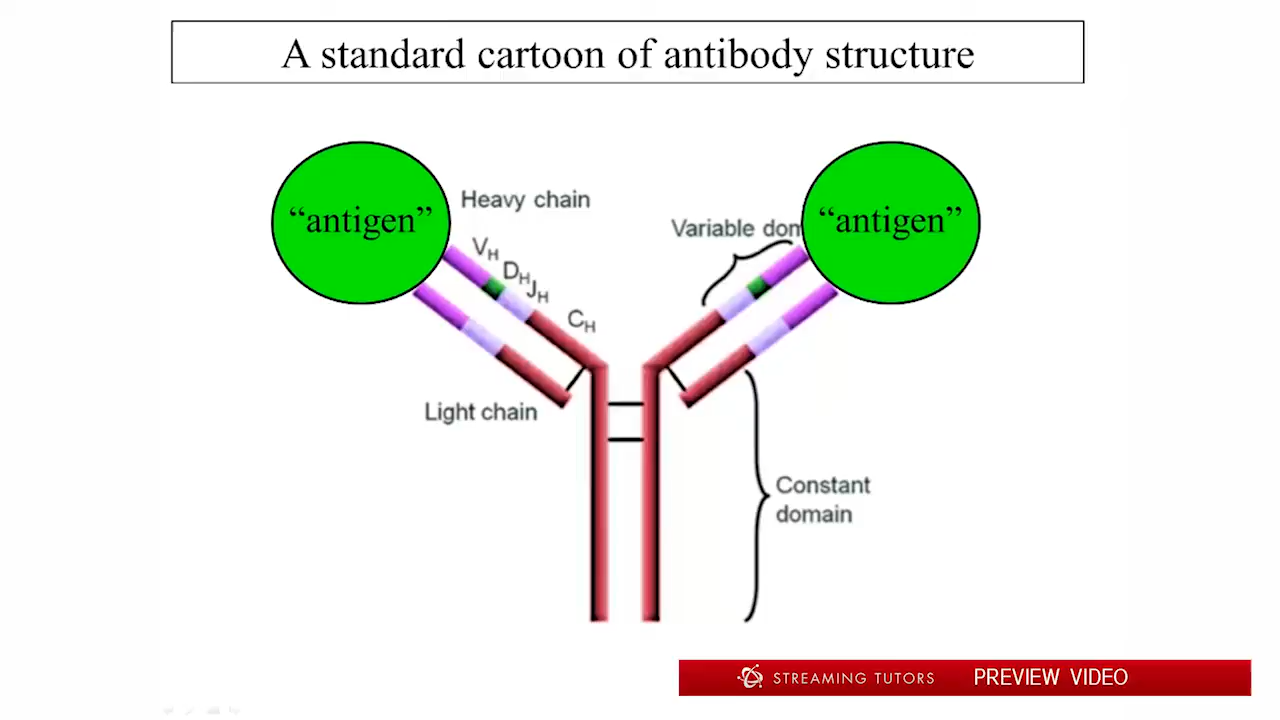 A standard cartoon of antibody structure
“antigen”
Heavy chain
VH
DH
JH
CH
Variable dom
“antigen”
Light chain
Constant
domain
STREAMING TUTORS PREVIEW VIDEO